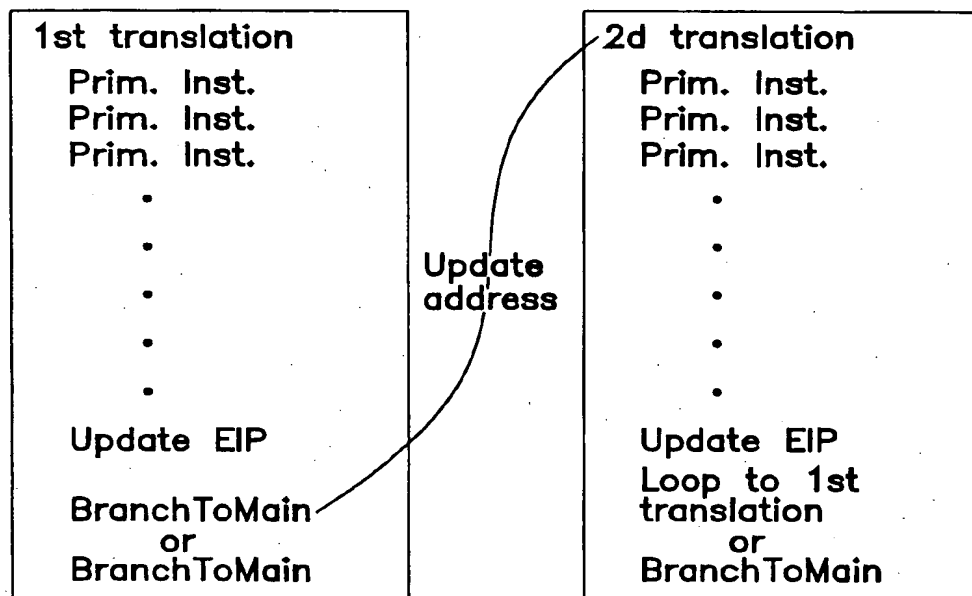 1st translation
Prim. Inst.
Prim. Inst.
Prim. Inst.
Update EIP
BranchToMain
or
BranchToMain
Update
address
2d translation
Prim. Inst.
Prim. Inst.
Prim. Inst.
Update EIP
Loop to 1st
translation
or
BranchToMain